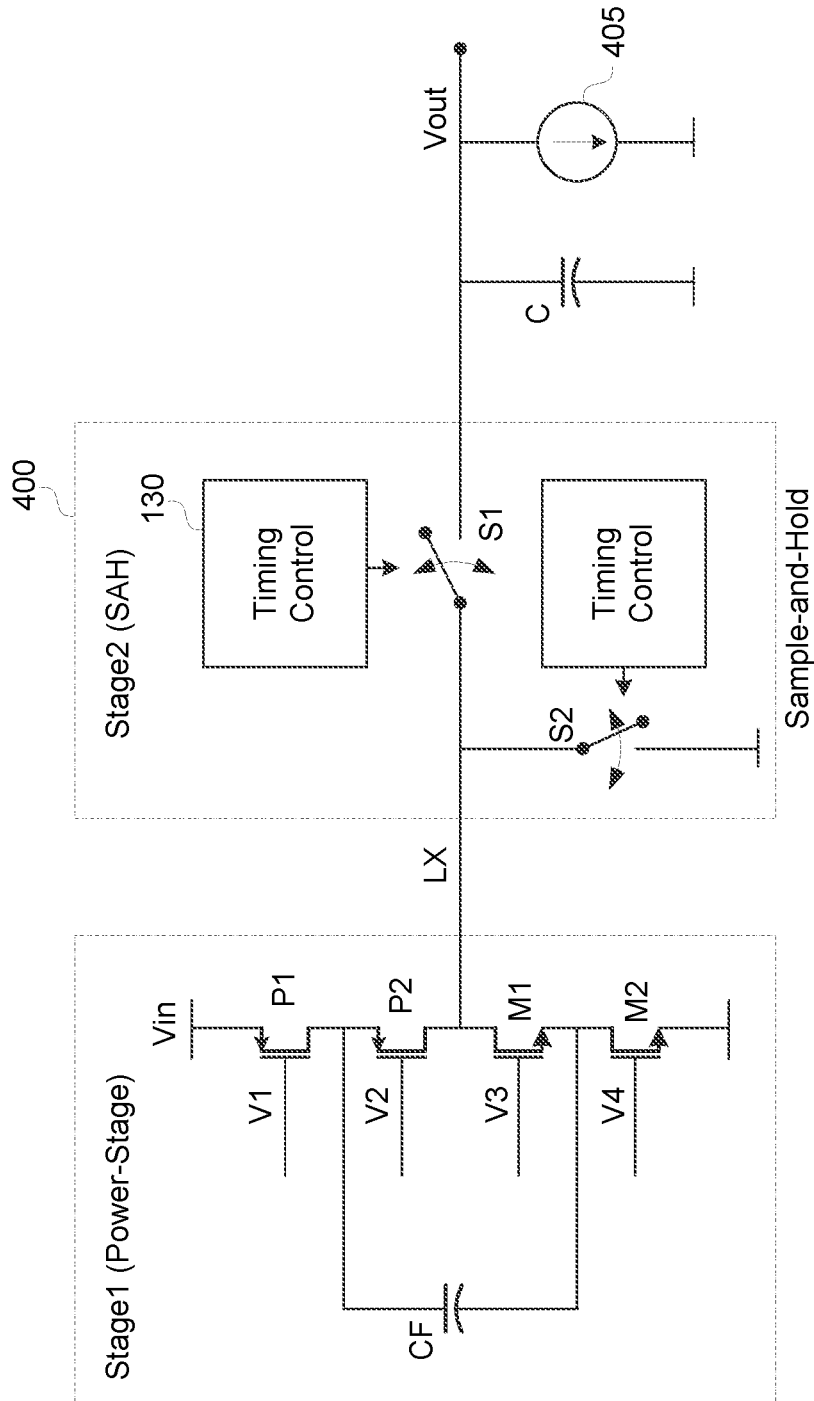 Stage1 (Power-Stage)
Vin
V1
P1
V2
P2
V3
M1
V4
M2
CF
LX
400
Stage2 (SAH)
130
Timing
Control
S1
S2
Timing
Control
Sample-and-Hold
Vout
C
405